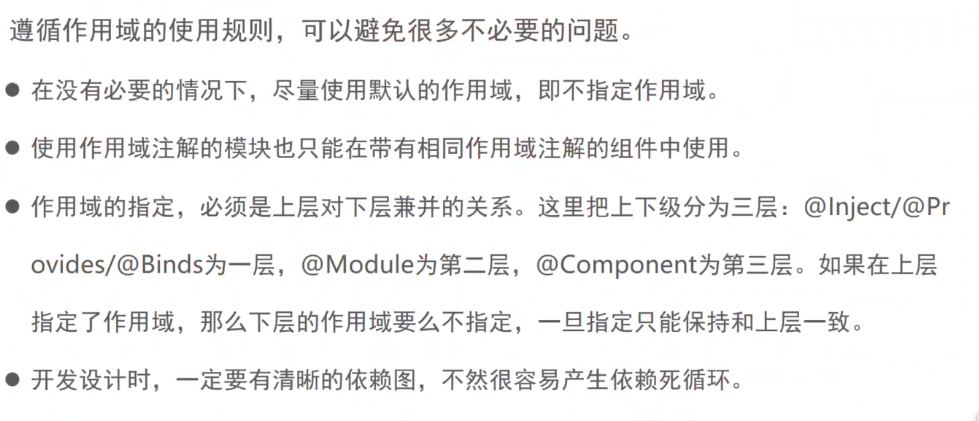 遵循作用域的使用规则，可以避免很多不必要的问题。
● 在没有必要的情况下，尽量使用默认的作用域，即不指定作用域。
● 使用作用域注解的模块也只能在带有相同作用域注解的组件中使用。
● 作用域的指定，必须是上层对下层兼并的关系。这里把上下级分为三层：@Inject/@Pr
ovides/@Binds为一层，@Module为第二层，@Component为第三层。如果在上层
指定了作用域，那么下层的作用域要么不指定，一旦指定只能保持和上层一致。
● 开发设计时，一定要有清晰的依赖图，不然很容易产生依赖死循环。